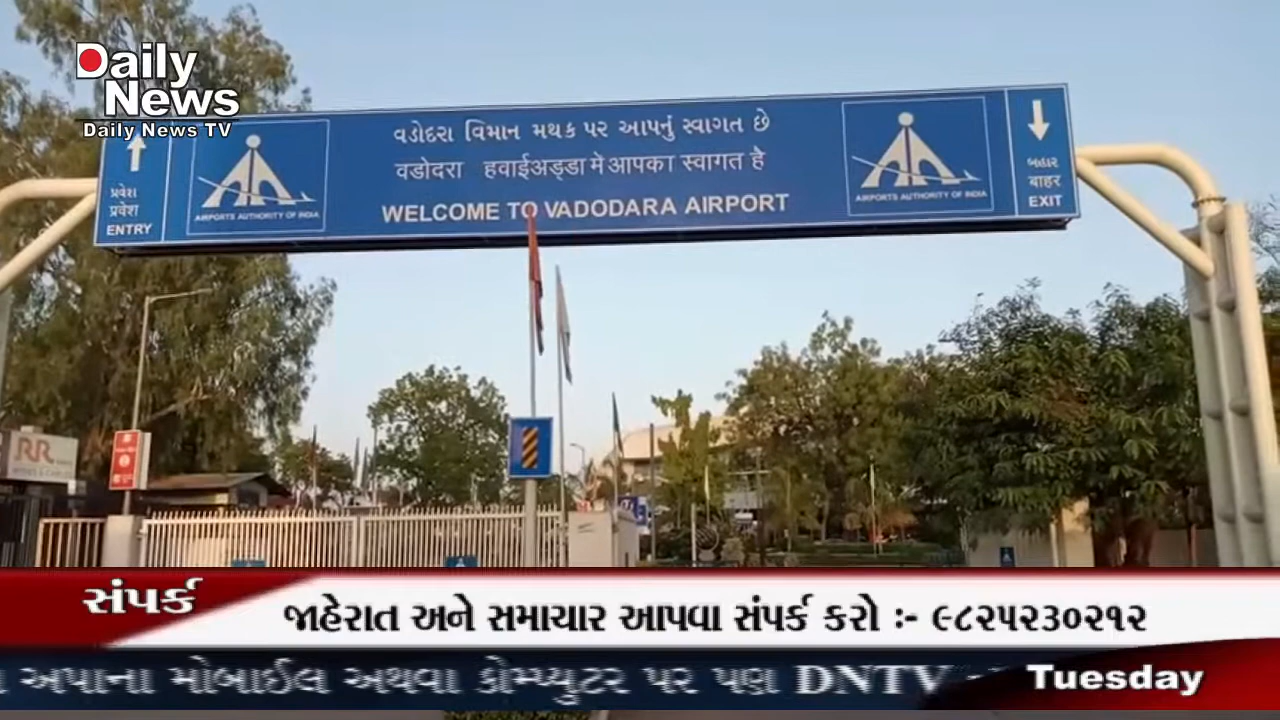 Daily
News
Daily News TV
વડોદરા વિમાન મથક પર આપનું સ્વાગત છે
वडोदरा हवाईअड्डा में आपका स्वागत है
WELCOME TO VADODARA AIRPORT
પ્રવેશ
प्रवेश
ENTRY
AIRPORTS AUTHORITY OF INDIA
AIRPORTS AUTHORITY OF INDIA
બહાર
बाहर
EXIT
RR
સંપર્ક
જાહેરાત અને સમાચાર આપવા સંપર્ક કરો :- ૯૮૨૫૨૩૦૨૧૨
અપાના મોબાઈલ અથવા કોમ્પ્યુટર પર પણ DNTV -
Tuesday